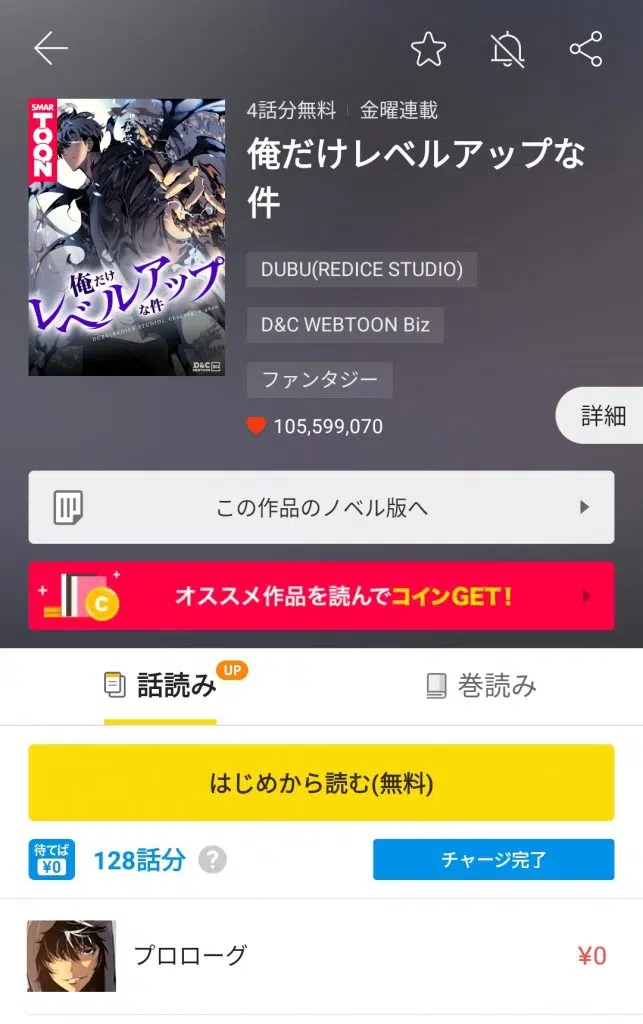 4話分無料 | 金曜連載
俺だけレベルアップな
件
SMAR
TOON
俺だけ
レベルアップ
な件
D&C
WEBTOON BIZ
DUBU(REDICE STUDIO)
D&C WEBTOON Biz
ファンタジー
105,599,070
詳細
この作品のノベル版へ
C
オススメ作品を読んでコインGET!
話読み UP
巻読み
はじめから読む(無料)
待てば
¥0
128話分 ?
チャージ完了
プロローグ
¥0